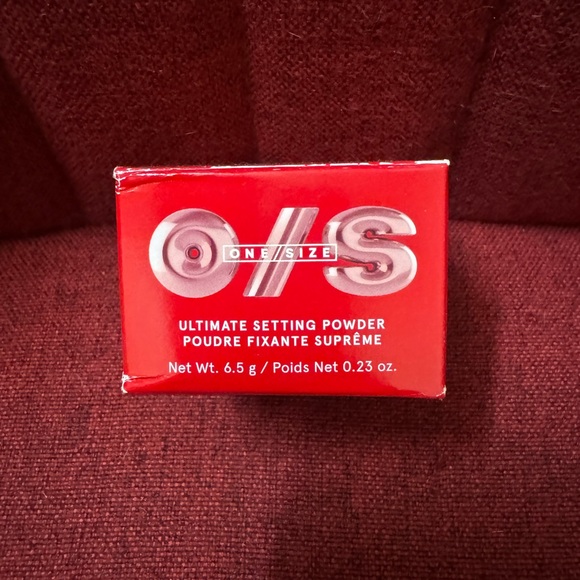 O/S
ONE/SIZE
ULTIMATE SETTING POWDER
POUDRE FIXANTE SUPRÊME
Net Wt. 6.5 g / Poids Net 0.23 oz.